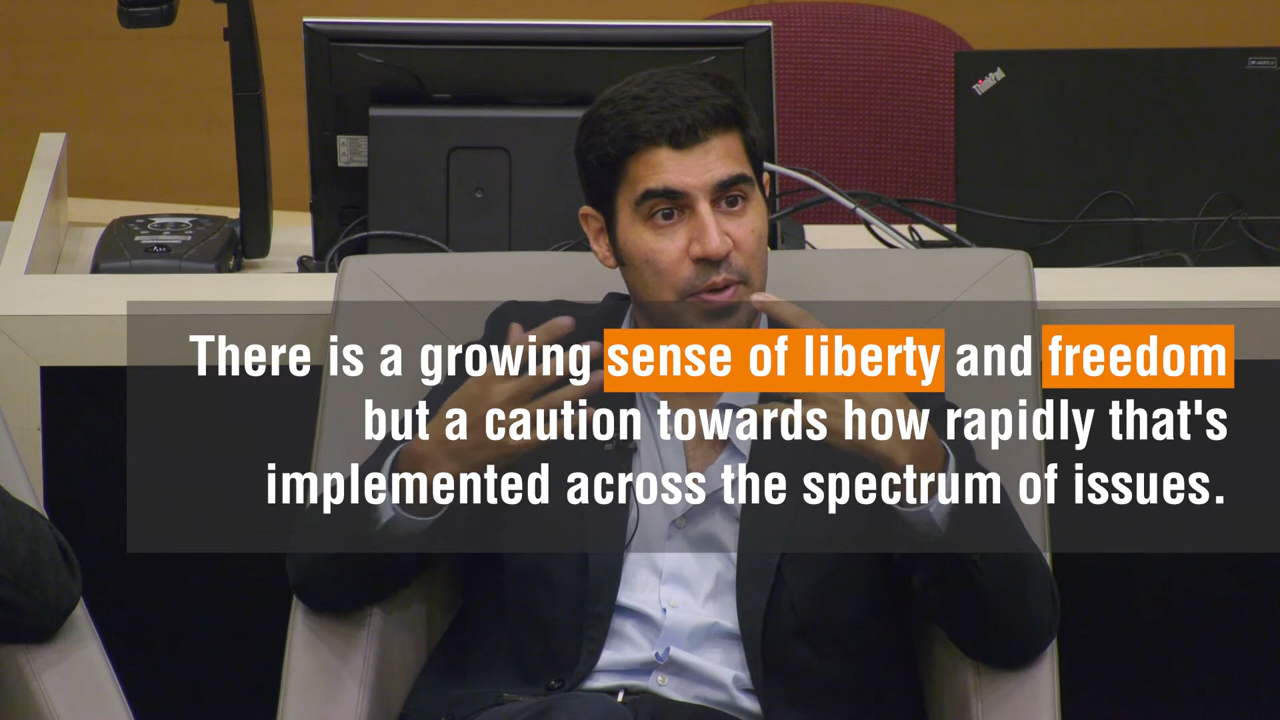 ThinkPad
There is a growing sense of liberty and freedom
but a caution towards how rapidly that's
implemented across the spectrum of issues.